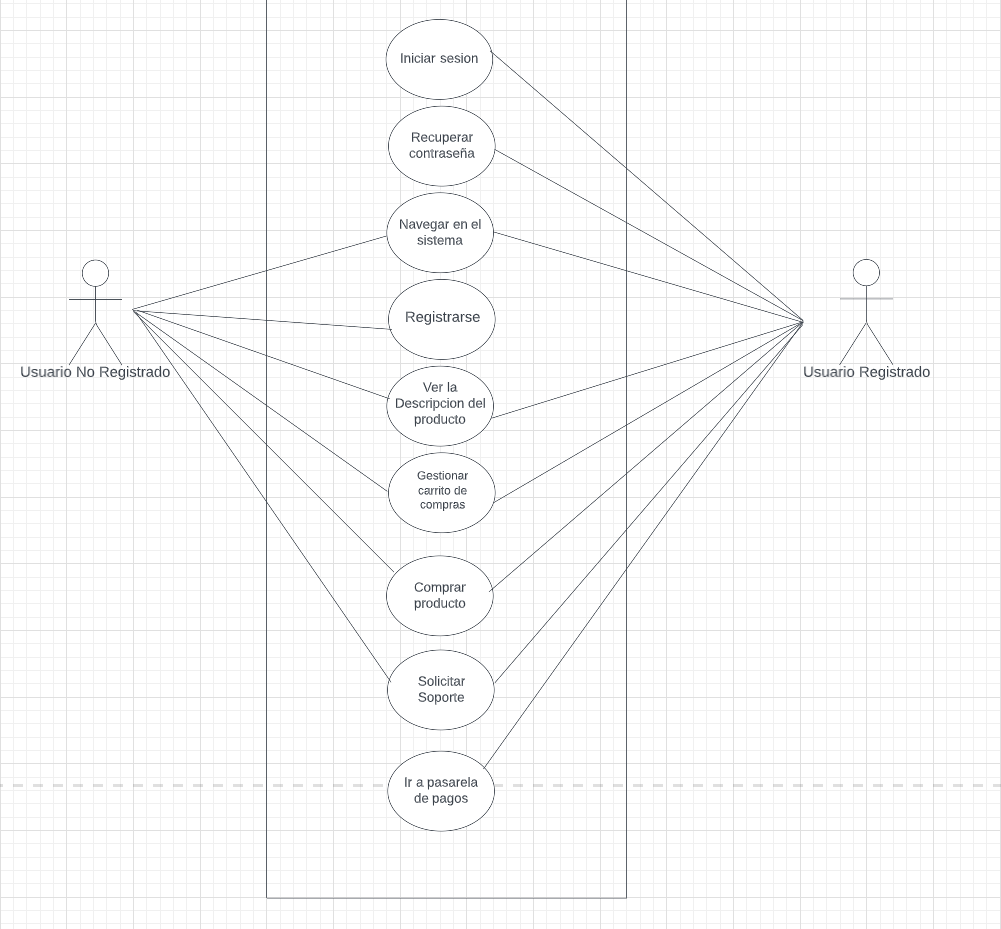 Iniciar sesion
Recuperar
contraseña
Navegar en el
sistema
Registrarse
Usuario No Registrado
Usuario Registrado
Ver la
Descripcion del
producto
Gestionar
carrito de
compras
Comprar
producto
Solicitar
Soporte
Ir a pasarela
de pagos